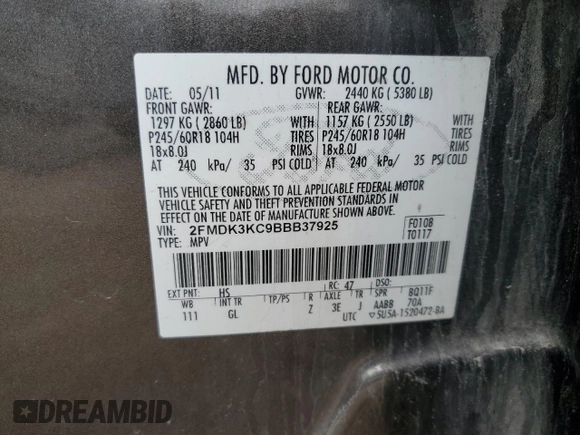 MFD. BY FORD MOTOR CO.
DATE: 05/11 GVWR: 2440 KG ( 5380 LB)
FRONT GAWR: REAR GAWR:
1297 KG ( 2860 LB) WITH 1157 KG ( 2550 LB) WITH
P245/60R18 104H TIRES P245/60R18 104H TIRES
18x8.0J RIMS 18x8.0J RIMS
AT 240 kPa/ 35 PSI COLD AT 240 kPa/ 35 PSI COLD
THIS VEHICLE CONFORMS TO ALL APPLICABLE FEDERAL MOTOR
VEHICLE SAFETY AND THEFT PREVENTION STANDARDS IN
EFFECT ON THE DATE OF MANUFACTURE SHOWN ABOVE.
VIN: 2FMDK3KC9BBB37925 F0108
TYPE: MPV T0117
EXT PNT: HS RC: 47 DSO:
WB INT TR TP/PS R AXLE TR SPR BQ11F
111 GL Z 3E J AABB 70A
UTC ▽5U5A-1520472-BA
DREAMBID